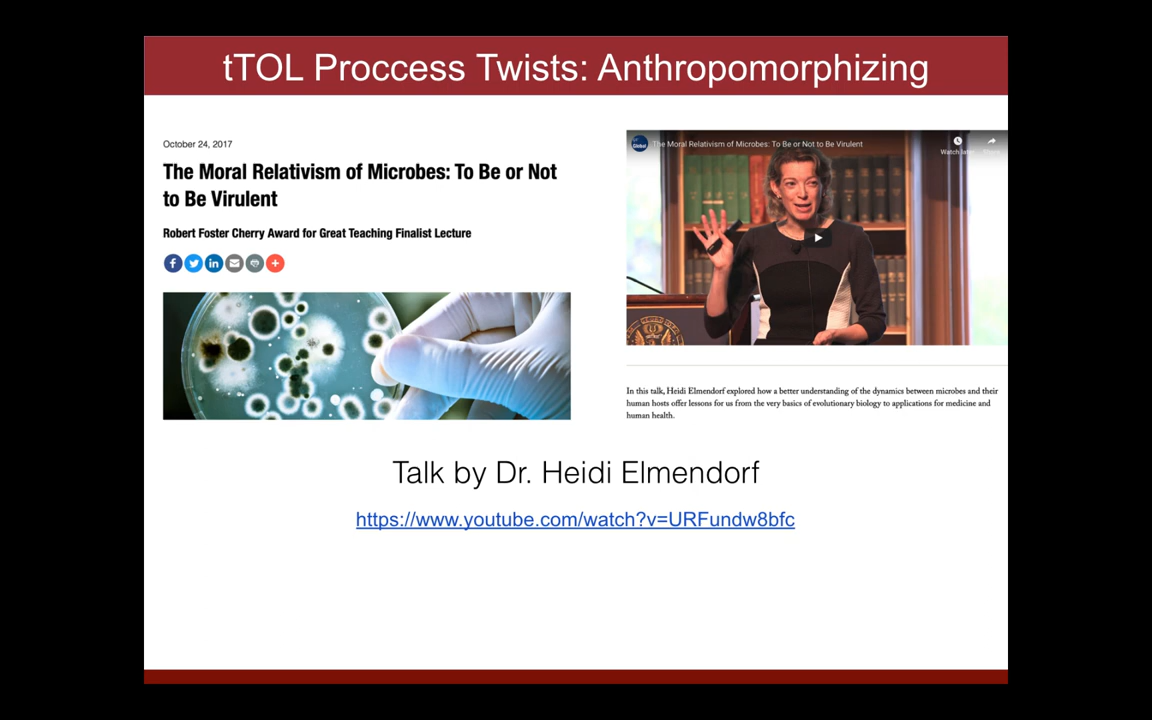 tTOL Proccess Twists: Anthropomorphizing
October 24, 2017
The Moral Relativism of Microbes: To Be or Not
to Be Virulent
Robert Foster Cherry Award for Great Teaching Finalist Lecture
Global
The Moral Relativism of Microbes: To Be or Not to Be Virulent
Watch later
Share
In this talk, Heidi Elmendorf explored how a better understanding of the dynamics between microbes and their
human hosts offer lessons for us from the very basics of evolutionary biology to applications for medicine and
human health.
Talk by Dr. Heidi Elmendorf
https://www.youtube.com/watch?v=URFundw8bfc